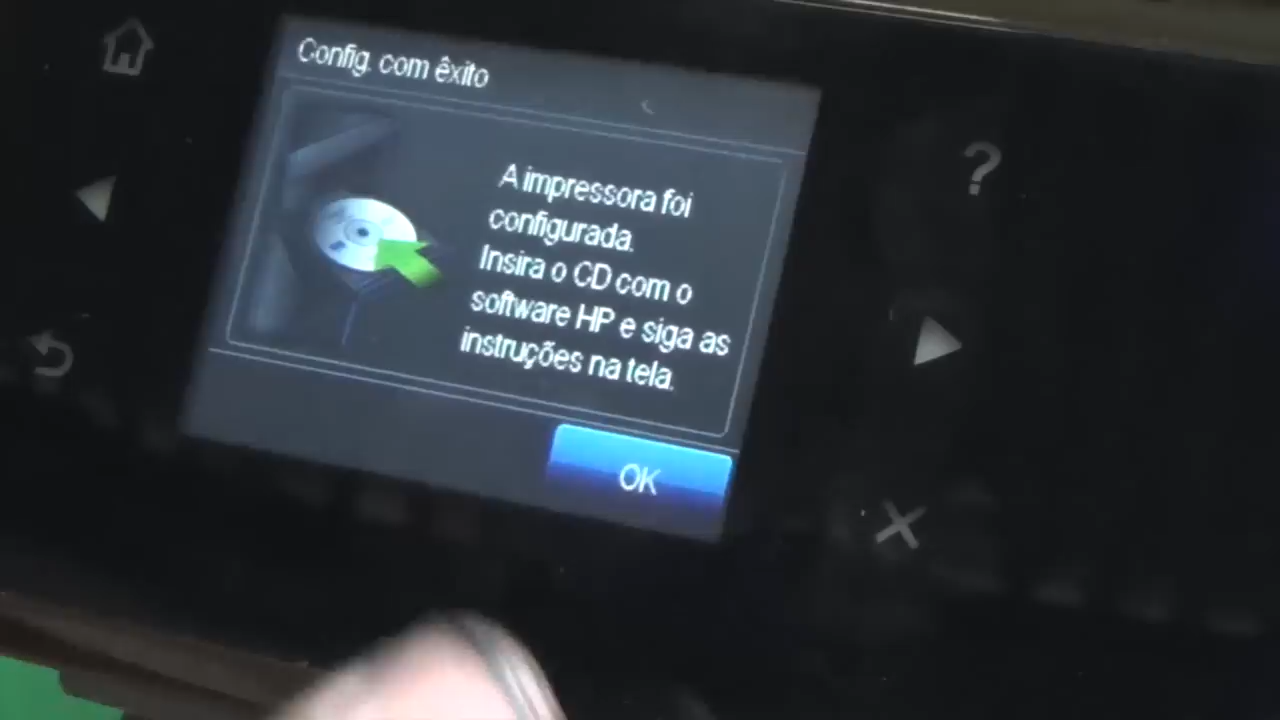 Config. com êxito
A impressora foi
configurada.
Insira o CD com o
software HP e siga as
instruções na tela.
OK
?